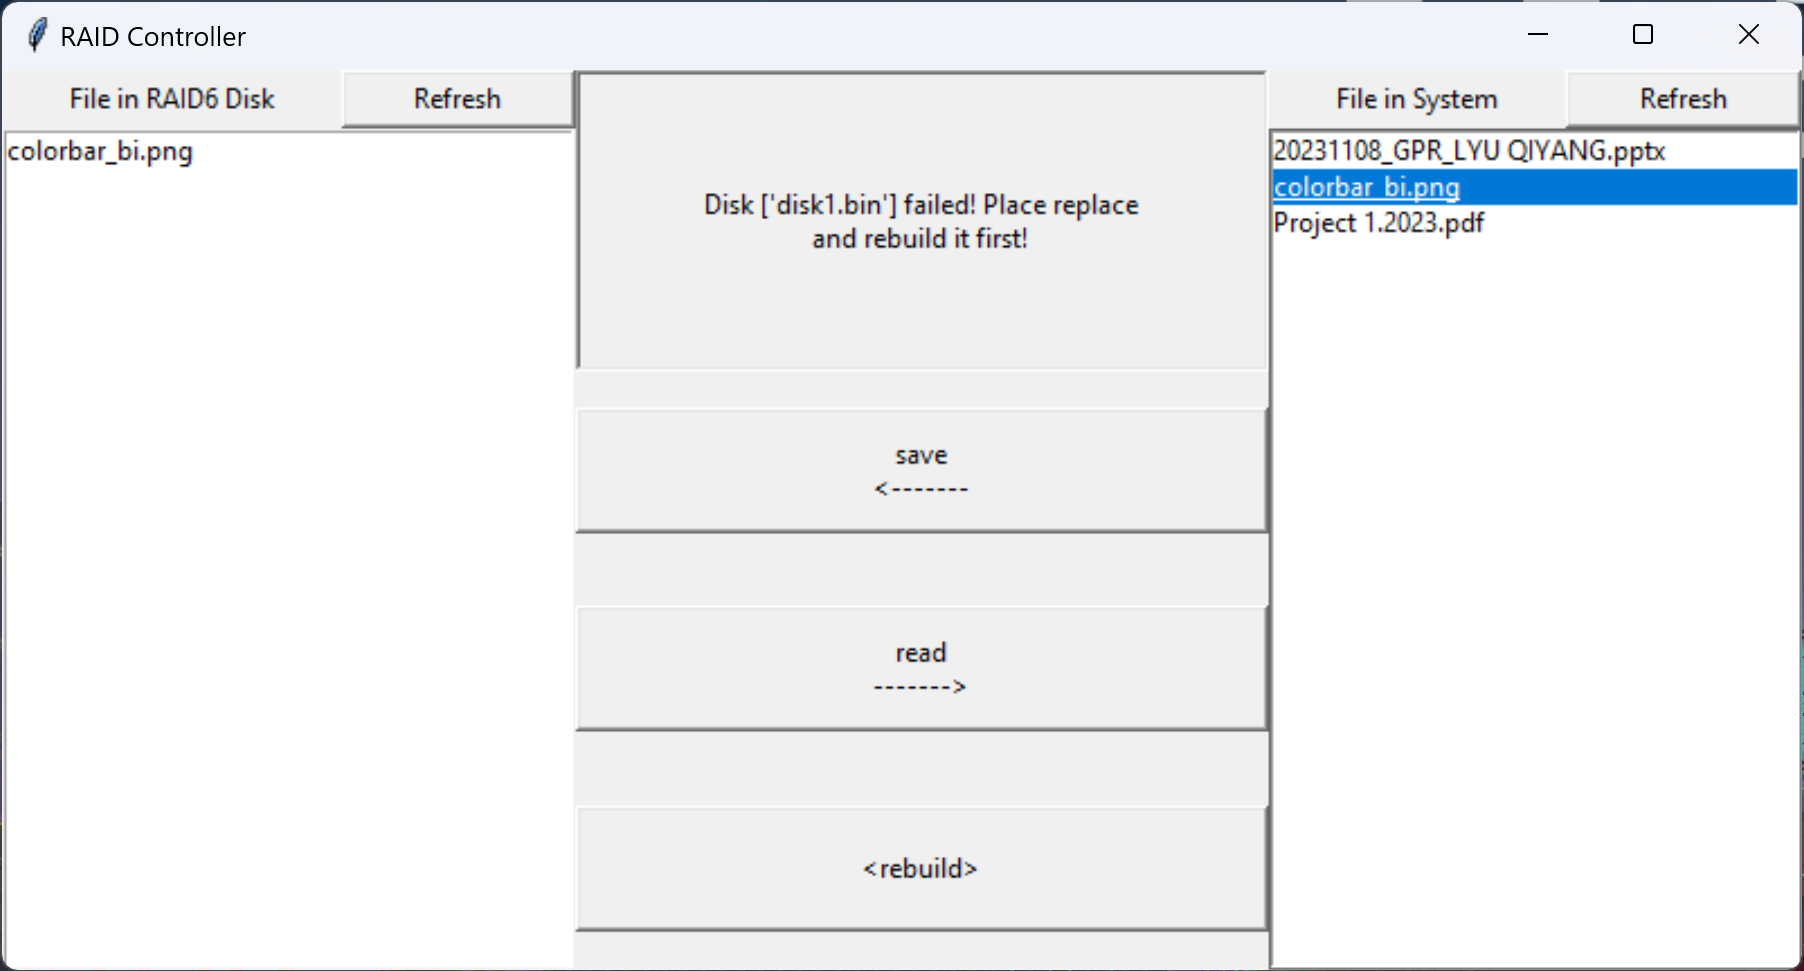 RAID Controller
File in RAID6 Disk
Refresh
colorbar_bi.png
Disk ['disk1.bin'] failed! Place replace
and rebuild it first!
save
<-------
read
------->
<rebuild>
File in System
Refresh
20231108_GPR_LYU QIYANG.pptx
colorbar_bi.png
Project 1.2023.pdf